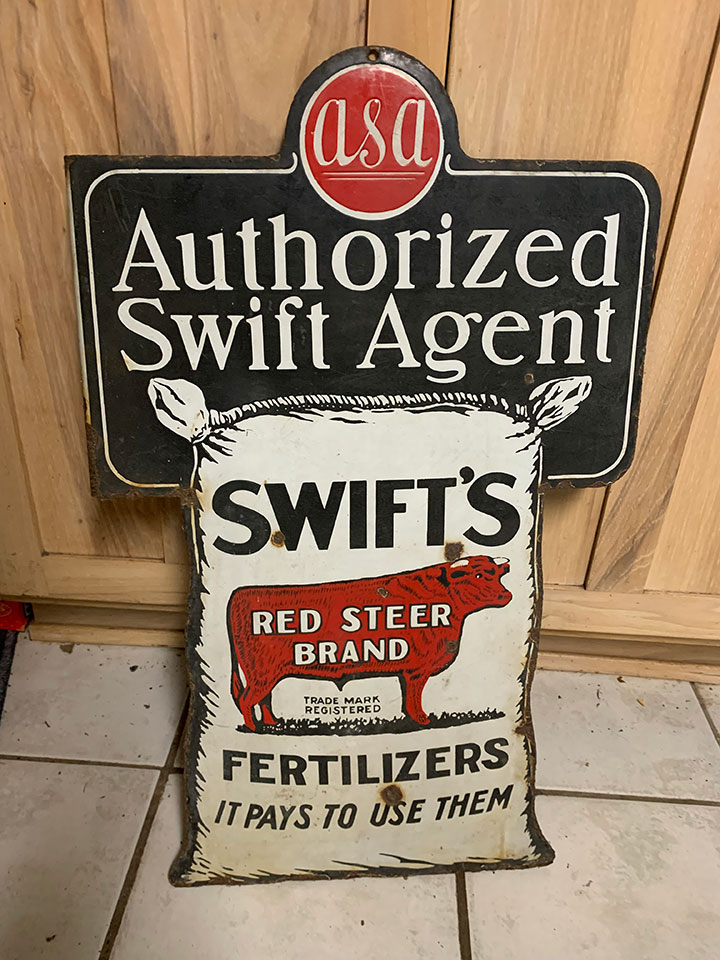 asa
Authorized
Swift Agent
SWIFT'S
RED STEER
BRAND
TRADE MARK
REGISTERED
FERTILIZERS
IT PAYS TO USE THEM